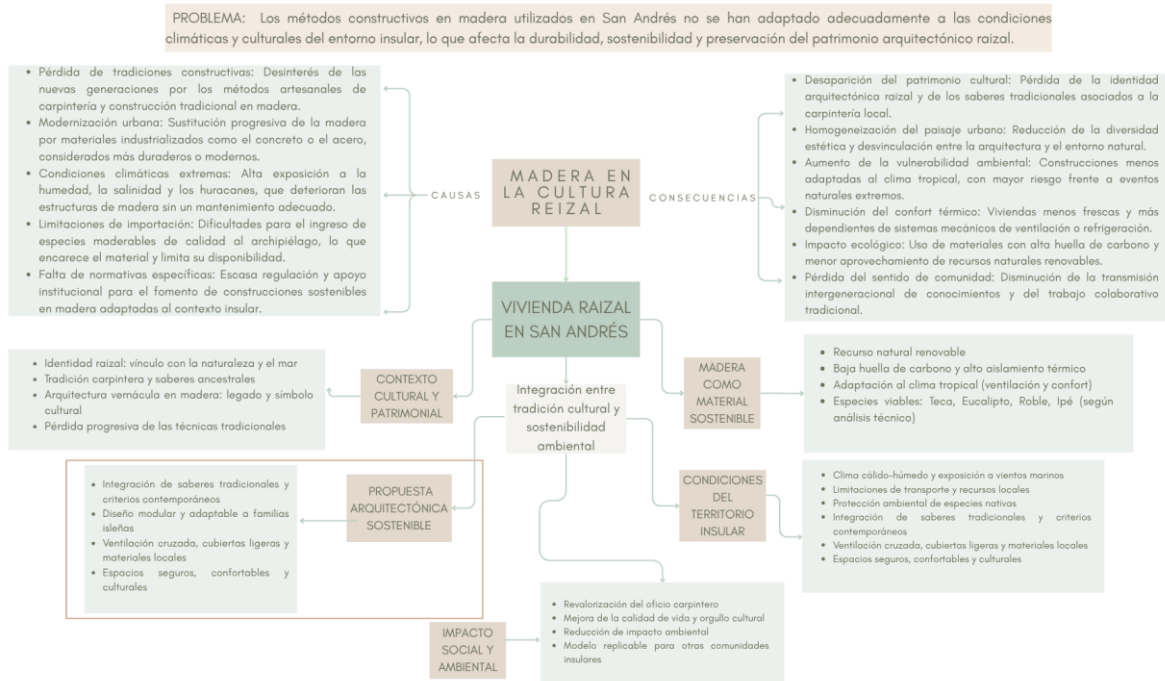 PROBLEMA: Los métodos constructivos en madera utilizados en San Andrés no se han adaptado adecuadamente a las condiciones
climáticas y culturales del entorno insular, lo que afecta la durabilidad, sostenibilidad y preservación del patrimonio arquitectónico raizal.
• Pérdida de tradiciones constructivas: Desinterés de las
nuevas generaciones por los métodos artesanales de
carpintería y construcción tradicional en madera.
• Modernización urbana: Sustitución progresiva de la madera
por materiales industrializados como el concreto o el acero,
considerados más duraderos o modernos.
• Condiciones climáticas extremas: Alta exposición a la
humedad, la salinidad y los huracanes, que deterioran las
estructuras de madera sin un mantenimiento adecuado.
• Limitaciones de importación: Dificultades para el ingreso de
especies maderables de calidad al archipiélago, lo que
encarece el material y limita su disponibilidad.
• Falta de normativas específicas: Escasa regulación y apoyo
institucional para el fomento de construcciones sostenibles
en madera adaptadas al contexto insular.
CAUSAS
MADERA EN
LA CULTURA
REIZAL
CONSECUENCIAS
• Desaparición del patrimonio cultural: Pérdida de la identidad
arquitectónica raizal y de los saberes tradicionales asociados a la
carpintería local.
• Homogeneización del paisaje urbano: Reducción de la diversidad
estética y desvinculación entre la arquitectura y el entorno natural.
• Aumento de la vulnerabilidad ambiental: Construcciones menos
adaptadas al clima tropical, con mayor riesgo frente a eventos
naturales extremos.
• Disminución del confort térmico: Viviendas menos frescas y más
dependientes de sistemas mecánicos de ventilación o refrigeración.
• Impacto ecológico: Uso de materiales con alta huella de carbono y
menor aprovechamiento de recursos naturales renovables.
• Pérdida del sentido de comunidad: Disminución de la transmisión
intergeneracional de conocimientos y del trabajo colaborativo
tradicional.
VIVIENDA RAIZAL
EN SAN ANDRÉS
• Identidad raizal: vínculo con la naturaleza y el mar
• Tradición carpintera y saberes ancestrales
• Arquitectura vernácula en madera: legado y símbolo
cultural
• Pérdida progresiva de las técnicas tradicionales
CONTEXTO
CULTURAL Y
PATRIMONIAL
Integración entre
tradición cultural y
sostenibilidad
ambiental
MADERA
COMO
MATERIAL
SOSTENIBLE
• Recurso natural renovable
• Baja huella de carbono y alto aislamiento térmico
• Adaptación al clima tropical (ventilación y confort)
• Especies viables: Teca, Eucalipto, Roble, Ipé (según
análisis técnico)
• Integración de saberes tradicionales y
criterios contemporáneos
• Diseño modular y adaptable a familias
isleñas
• Ventilación cruzada, cubiertas ligeras y
materiales locales
• Espacios seguros, confortables y
culturales
PROPUESTA
ARQUITECTÓNICA
SOSTENIBLE
CONDICIONES
DEL
TERRITORIO
INSULAR
• Clima cálido-húmedo y exposición a vientos marinos
• Limitaciones de transporte y recursos locales
• Protección ambiental de especies nativas
• Integración de saberes tradicionales y criterios
contemporáneos
• Ventilación cruzada, cubiertas ligeras y materiales locales
• Espacios seguros, confortables y culturales
IMPACTO
SOCIAL Y
AMBIENTAL
• Revalorización del oficio carpintero
• Mejora de la calidad de vida y orgullo cultural
• Reducción de impacto ambiental
• Modelo replicable para otras comunidades
insulares